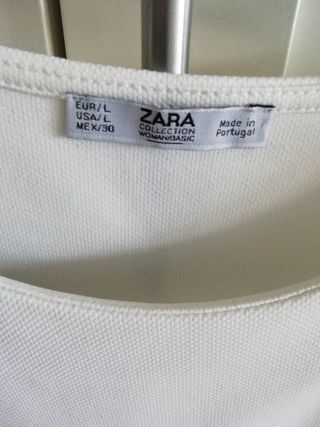 EUR/L
USA/L
MEX/30
ZARA
COLLECTION
WOMAN/BASIC
Made in
Portugal